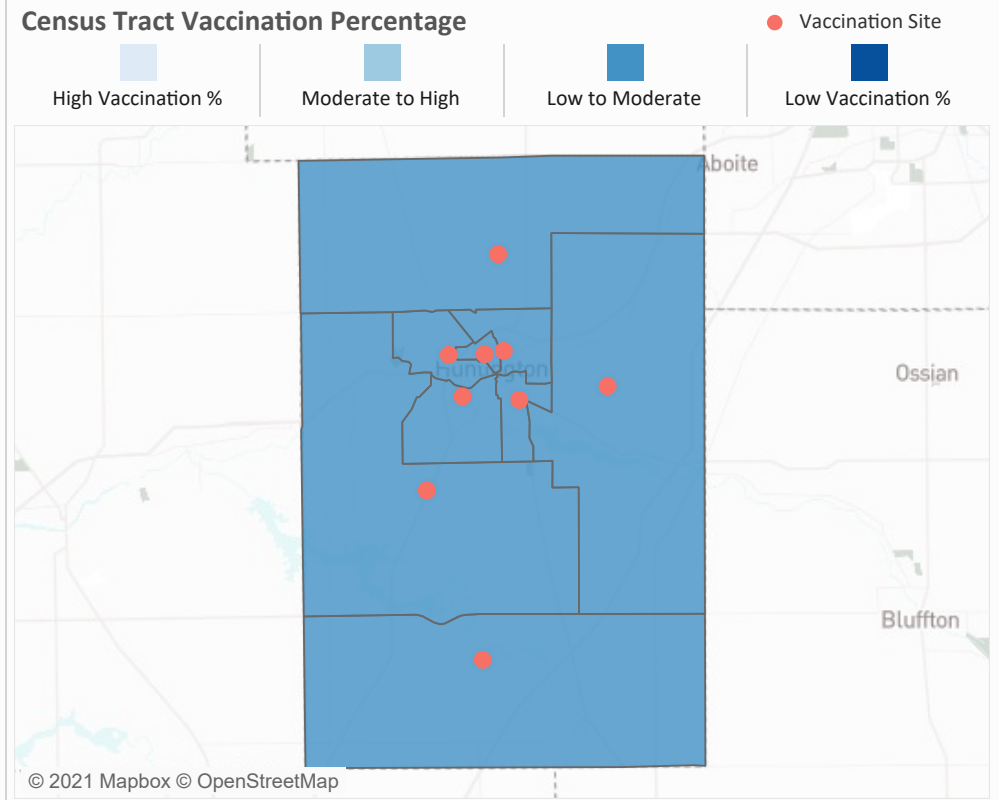 Census Tract Vaccination Percentage
Vaccination Site
High Vaccination %
Moderate to High
Low to Moderate
Low Vaccination %
Aboite
Huntington
Ossian
Bluffton
© 2021 Mapbox © OpenStreetMap